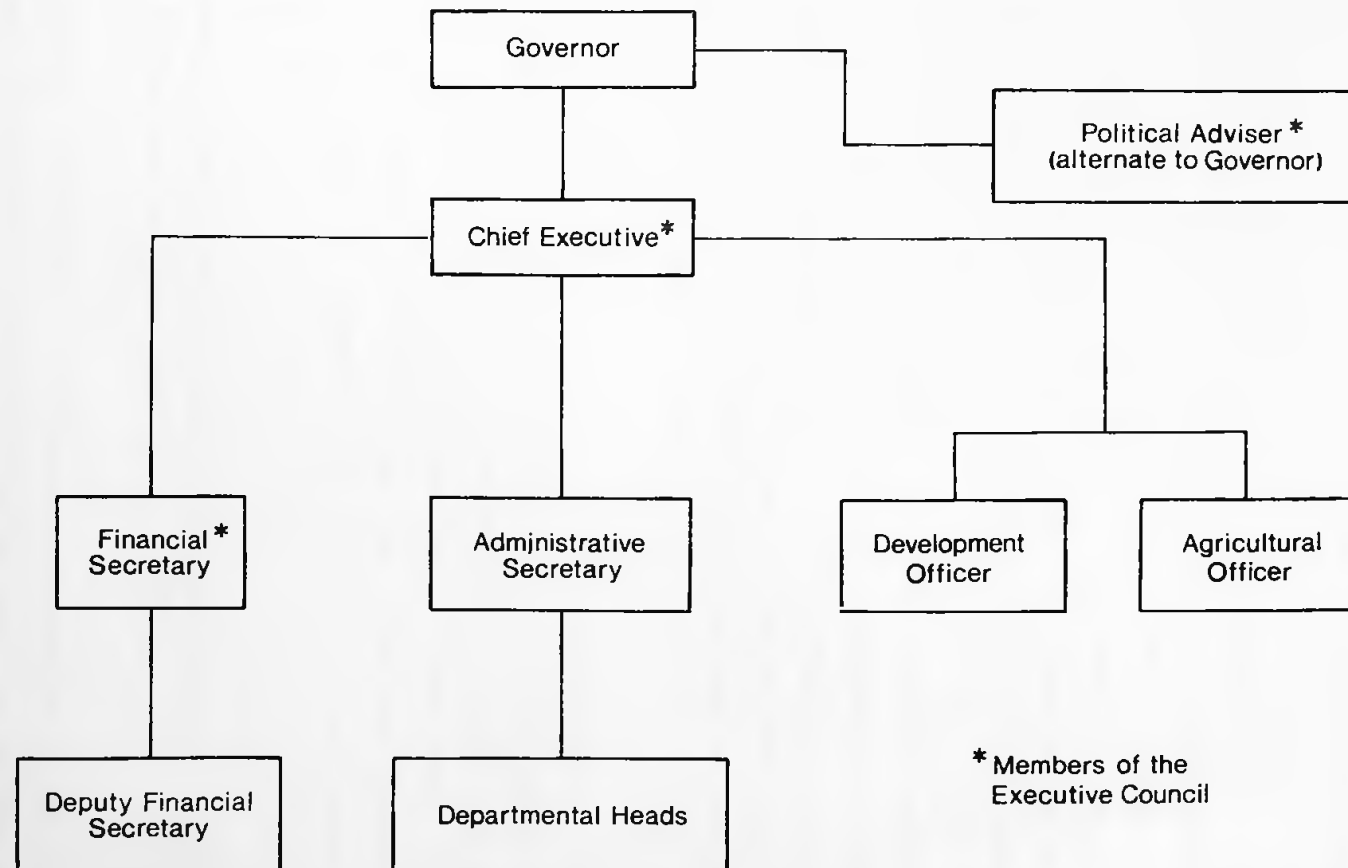 Governor
Political Adviser *
(alternate to Governor)
Chief Executive *
Financial *
Secretary
Administrative
Secretary
Development
Officer
Agricultural
Officer
Deputy Financial
Secretary
Departmental Heads
* Members of the
Executive Council